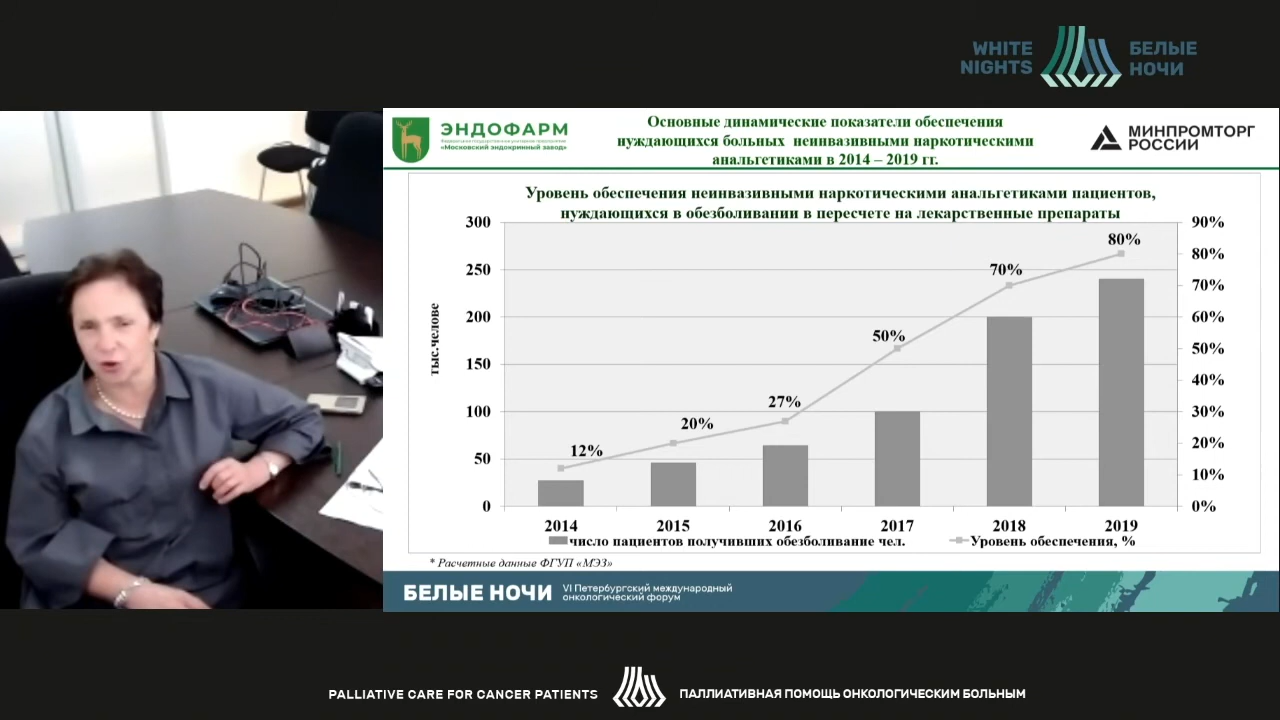 WHITE
NIGHTS
БЕЛЫЕ
НОЧИ
ЭНДОФАРМ
«Московский эндокринный завод»
Основные динамические показатели обеспечения
нуждающихся больных неинвазивными наркотическими
анальгетиками в 2014 – 2019 гг.
МИНПРОМТОРГ
РОССИИ
Уровень обеспечения неинвазивными наркотическими анальгетиками пациентов,
нуждающихся в обезболивании в пересчете на лекарственные препараты
300
250
200
150
100
50
0
тыс.челове
90%
80%
70%
60%
50%
40%
30%
20%
10%
0%
12%
20%
27%
50%
70%
80%
2014
2015
2016
2017
2018
2019
число пациентов получивших обезболивание чел.
Уровень обеспечения, %
* Расчетные данные ФГУП «МЭЗ»
БЕЛЫЕ НОЧИ
VI Петербургский международный
онкологический форум
PALLIATIVE CARE FOR CANCER PATIENTS
ПАЛЛИАТИВНАЯ ПОМОЩЬ ОНКОЛОГИЧЕСКИМ БОЛЬНЫМ